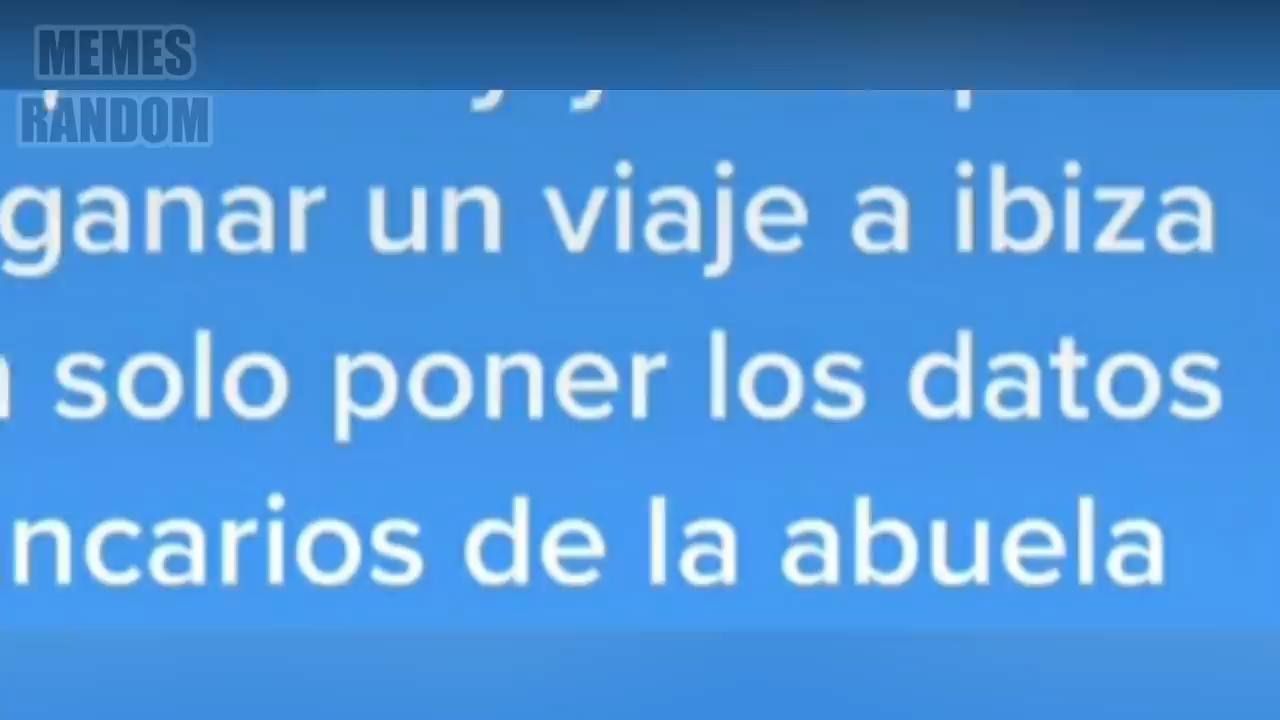 MEMES
RANDOM
ganar un viaje a ibiza
solo poner los datos
ncarios de la abuela